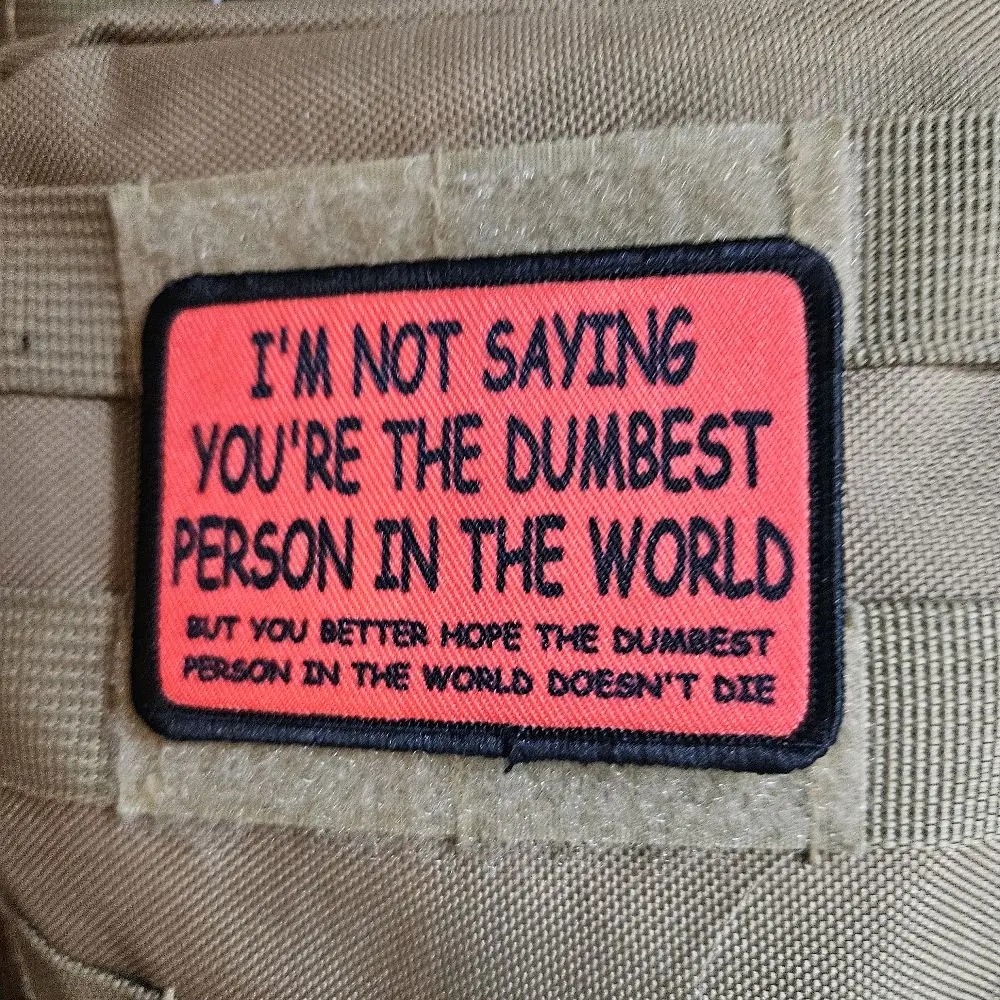 I'M NOT SAYING
YOU'RE THE DUMBEST
PERSON IN THE WORLD
BUT YOU BETTER HOPE THE DUMBEST
PERSON IN THE WORLD DOESN'T DIE